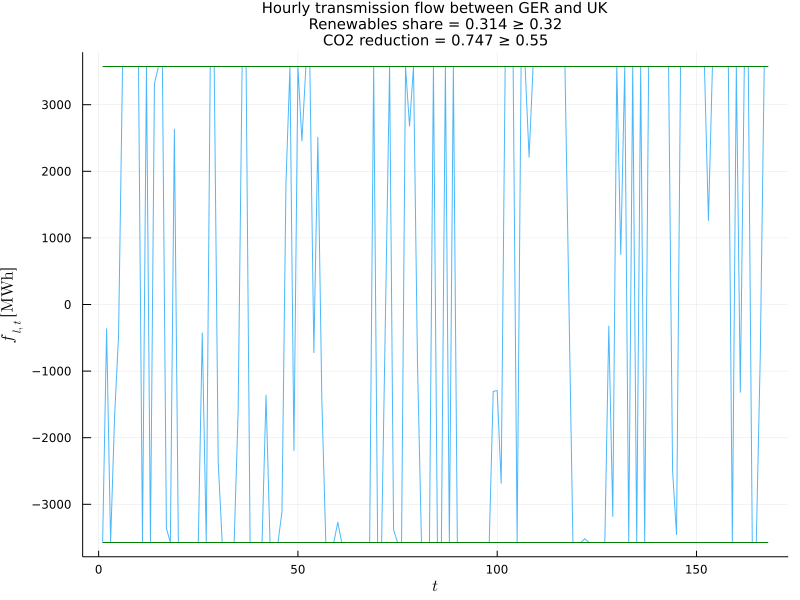 Hourly transmission flow between GER and UK
Renewables share = 0.314 ≥ 0.32
CO2 reduction = 0.747 ≥ 0.55
3000
2000
1000
0
−1000
−2000
−3000
f_{l,t} [MWh]
0
50
100
150
t